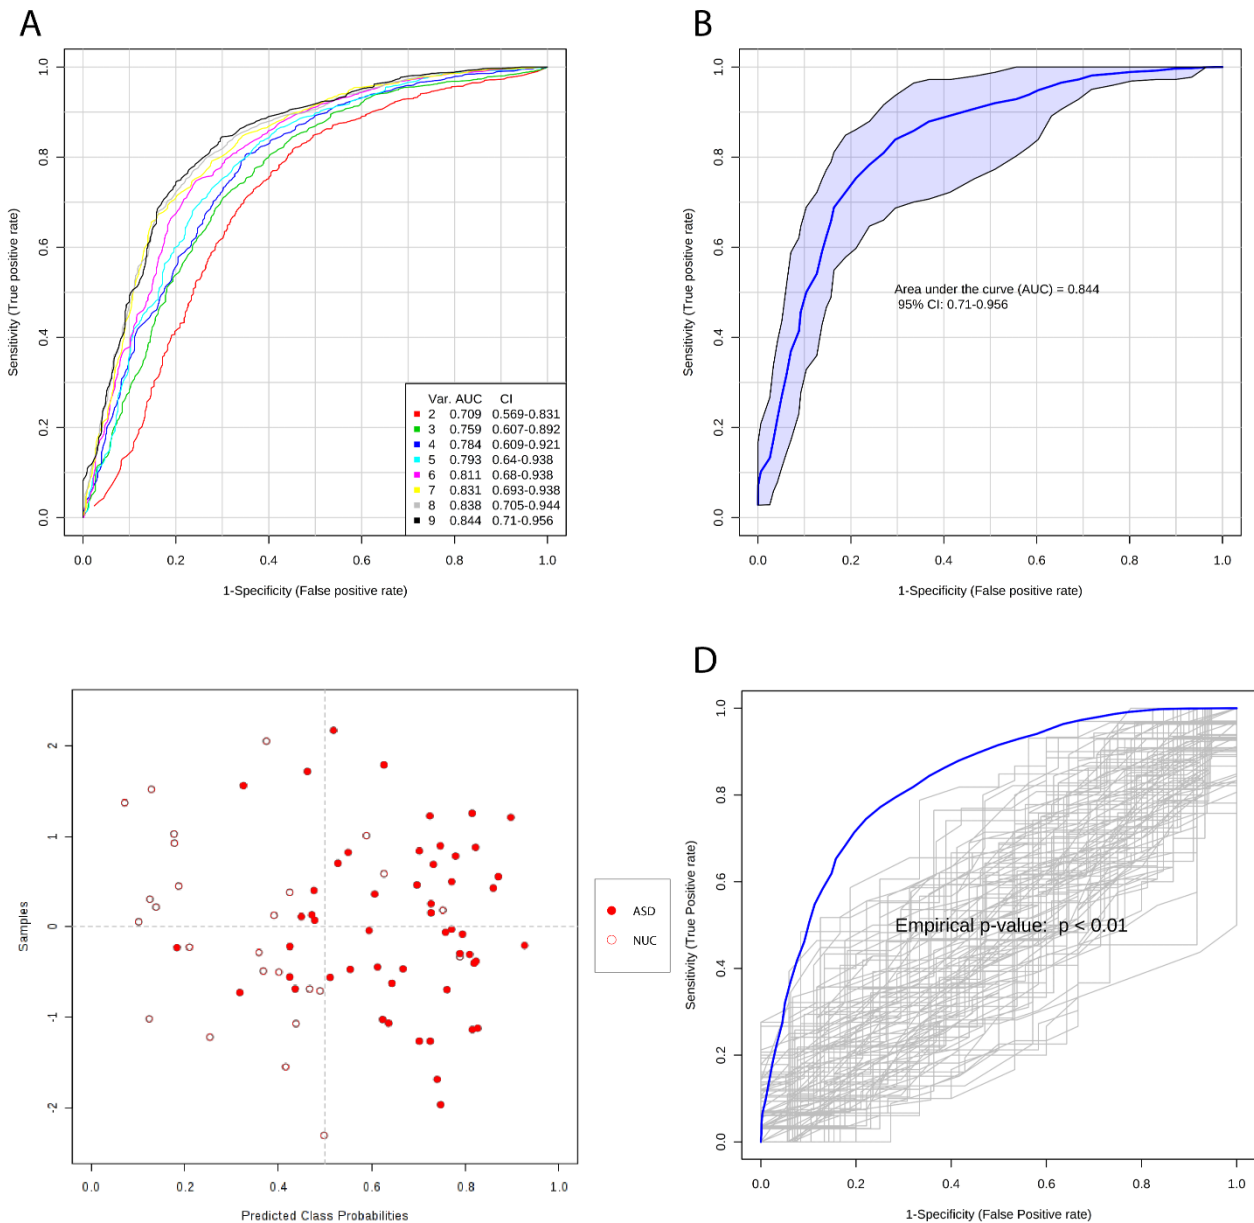 A
Sensitivity (True positive rate)
1.0
0.8
0.6
0.4
0.2
0.0
Var. AUC CI
2 0.709 0.569-0.831
3 0.759 0.607-0.892
4 0.784 0.609-0.921
5 0.793 0.64-0.938
6 0.811 0.68-0.938
7 0.831 0.693-0.938
8 0.838 0.705-0.944
9 0.844 0.71-0.956
0.0 0.2 0.4 0.6 0.8 1.0
1-Specificity (False positive rate)
B
Sensitivity (True positive rate)
1.0
0.8
0.6
0.4
0.2
0.0
Area under the curve (AUC) = 0.844
95% CI: 0.71-0.956
0.0 0.2 0.4 0.6 0.8 1.0
1-Specificity (False positive rate)
Samples
2
1
0
-1
-2
0.0 0.2 0.4 0.6 0.8 1.0
Predicted Class Probabilities
ASD
NUC
D
Sensitivity (True Positive rate)
1.0
0.8
0.6
0.4
0.2
0.0
Empirical p-value: p < 0.01
0.0 0.2 0.4 0.6 0.8 1.0
1-Specificity (False Positive rate)